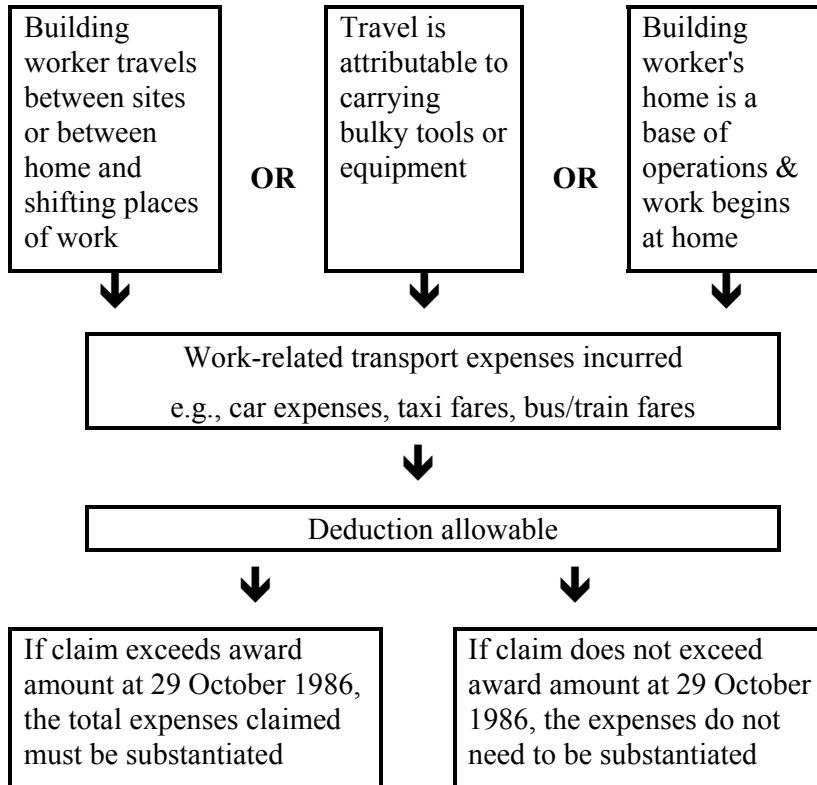 Building
worker travels
between sites
or between
home and
shifting places
of work
OR
Travel is
attributable to
carrying
bulky tools or
equipment
OR
Building
worker's
home is a
base of
operations &
work begins
at home
Work-related transport expenses incurred
e.g., car expenses, taxi fares, bus/train fares
Deduction allowable
If claim exceeds award
amount at 29 October 1986,
the total expenses claimed
must be substantiated
If claim does not exceed
award amount at 29 October
1986, the expenses do not
need to be substantiated